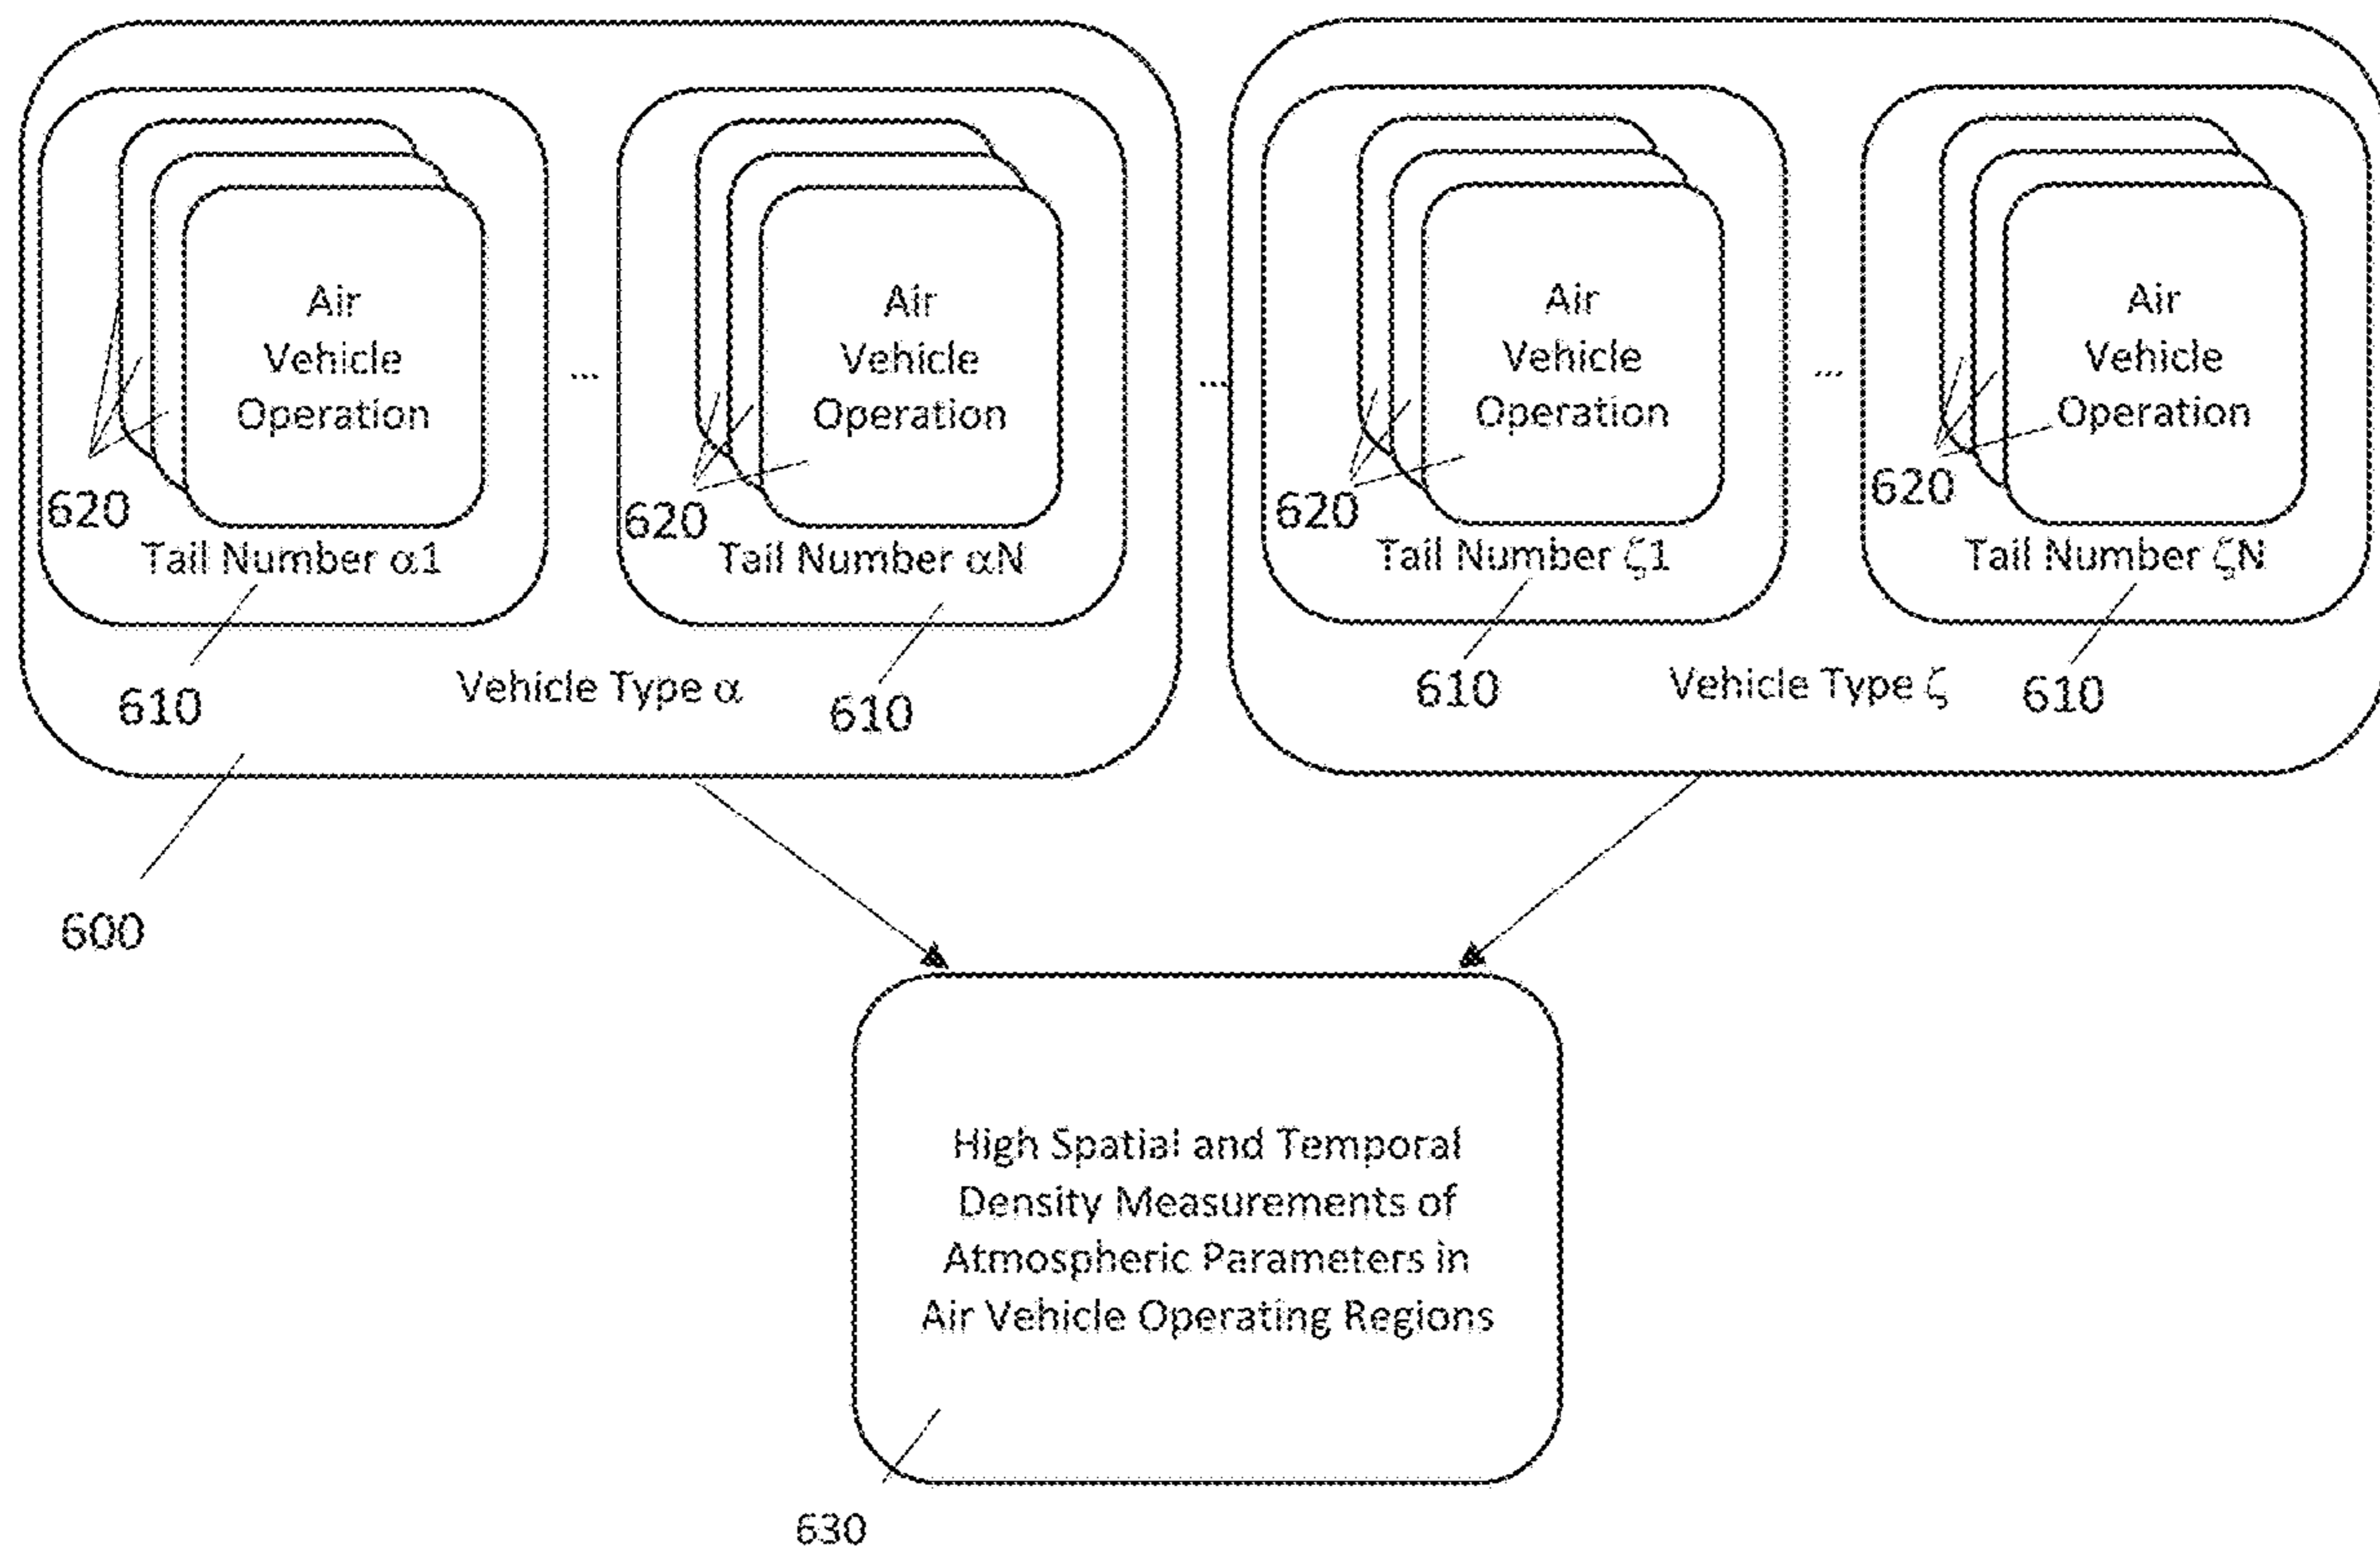 Air
Vehicle
Operation
620
Tail Number α1
610
...
Air
Vehicle
Operation
620
Tail Number αN
610
Vehicle Type α
600
...
Air
Vehicle
Operation
620
Tail Number ζ1
610
...
Air
Vehicle
Operation
620
Tail Number ζN
610
Vehicle Type ζ
High Spatial and Temporal
Density Measurements of
Atmospheric Parameters in
Air Vehicle Operating Regions
630